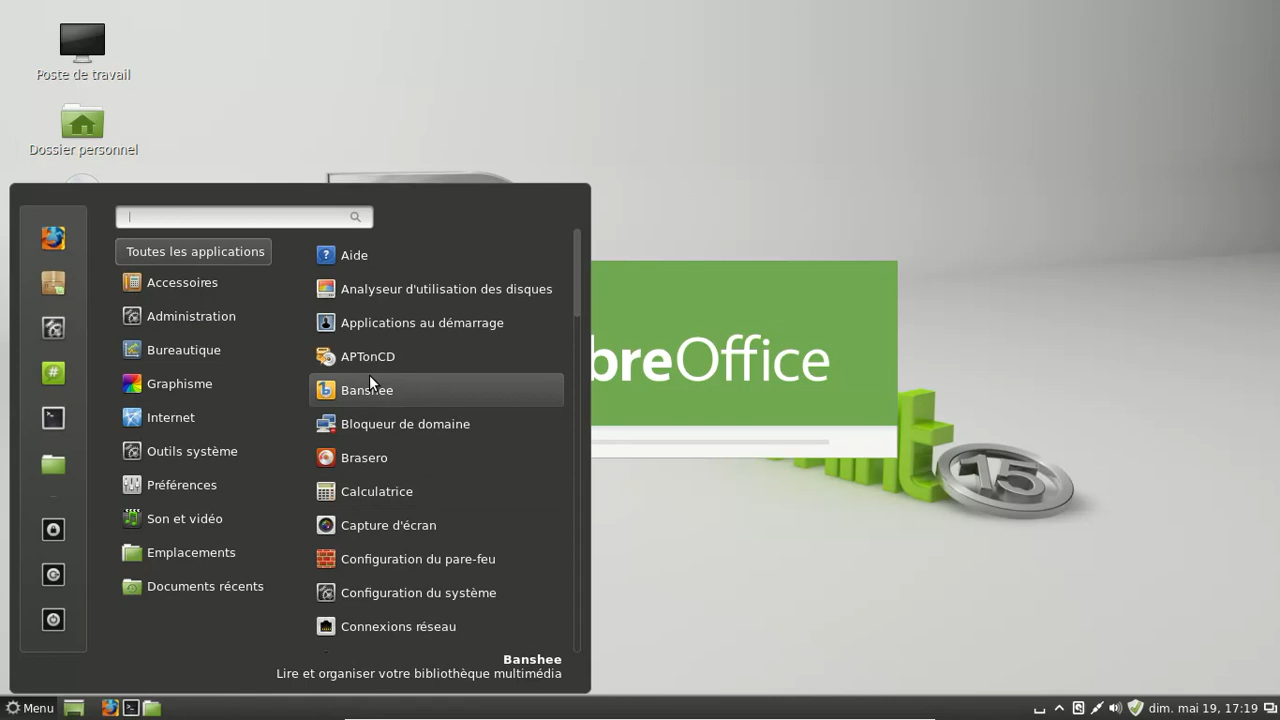 Poste de travail
Dossier personnel
Toutes les applications
Accessoires
Administration
Bureautique
Graphisme
Internet
Outils système
Préférences
Son et vidéo
Emplacements
Documents récents
Aide
Analyseur d'utilisation des disques
Applications au démarrage
APTonCD
Banshee
Bloqueur de domaine
Brasero
Calculatrice
Capture d'écran
Configuration du pare-feu
Configuration du système
Connexions réseau
Banshee
Lire et organiser votre bibliothèque multimédia
breOffice
15
Menu
dim. mai 19, 17:19